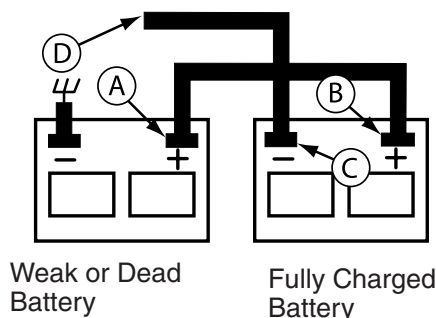 D
A
B
− + − +
C
Weak or Dead
Battery
Fully Charged
Battery